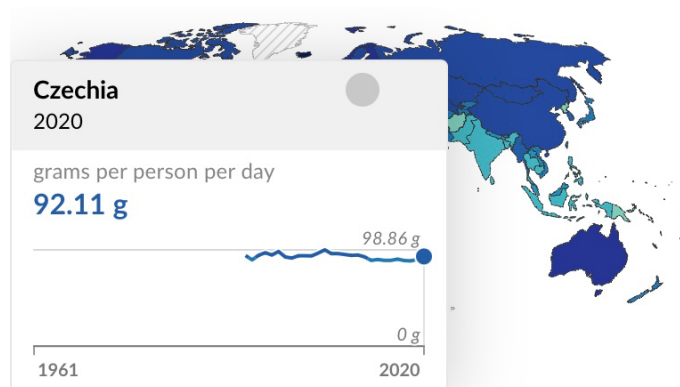 Czechia
2020
grams per person per day
92.11 g
98.86 g
0 g
1961 2020